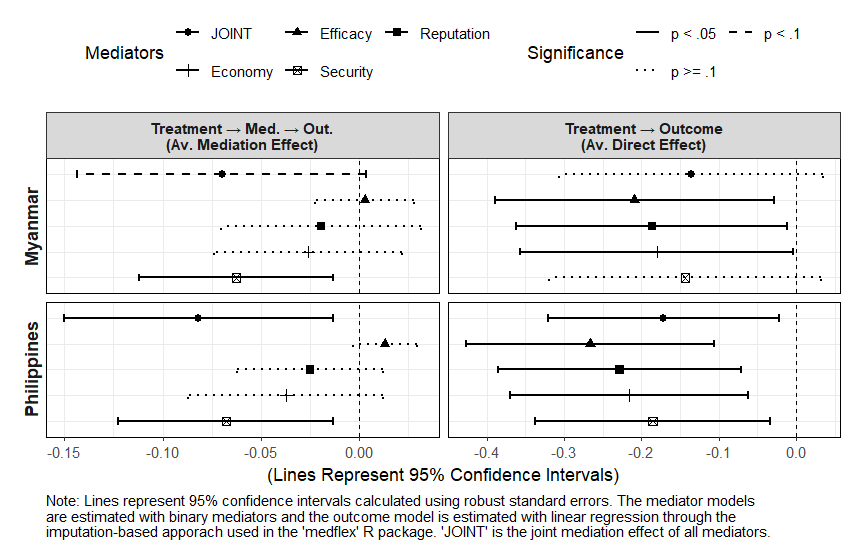 Mediators
JOINT
Efficacy
Reputation
Economy
Security
Significance
p < .05
p < .1
p >= .1
Treatment → Med. → Out.
(Av. Mediation Effect)
Treatment → Outcome
(Av. Direct Effect)
Myanmar
Philippines
-0.15
-0.10
-0.05
0.00
-0.4
-0.3
-0.2
-0.1
0.0
(Lines Represent 95% Confidence Intervals)
Note: Lines represent 95% confidence intervals calculated using robust standard errors. The mediator models
are estimated with binary mediators and the outcome model is estimated with linear regression through the
imputation-based apporach used in the 'medflex' R package. 'JOINT' is the joint mediation effect of all mediators.